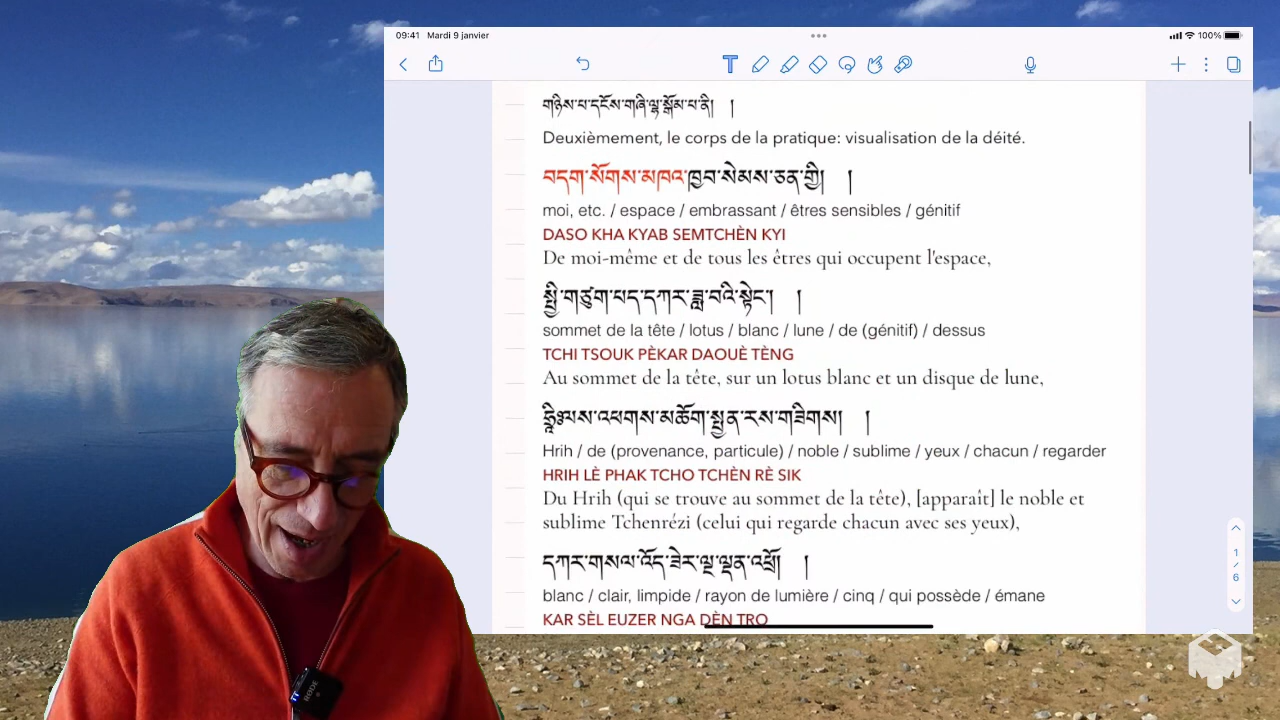 09:41 Mardi 9 janvier
100%
གཉིས་པ་དངོས་གཞི་ལྷ་སྒོམ་པ་ནི། །
Deuxièmement, le corps de la pratique: visualisation de la déité.
བདག་སོགས་མཁའ་ཁྱབ་སེམས་ཅན་གྱི། །
moi, etc. / espace / embrassant / êtres sensibles / génitif
DASO KHA KYAB SEMTCHÈN KYI
De moi-même et de tous les êtres qui occupent l'espace,
སྤྱི་གཙུག་པད་དཀར་ཟླ་བའི་སྟེང༌། །
sommet de la tête / lotus / blanc / lune / de (génitif) / dessus
TCHI TSOUK PÈKAR DAOUÈ TÈNG
Au sommet de la tête, sur un lotus blanc et un disque de lune,
ཧྲཱིཿལས་འཕགས་མཆོག་སྤྱན་རས་གཟིགས། །
Hrih / de (provenance, particule) / noble / sublime / yeux / chacun / regarder
HRIH LÈ PHAK TCHO TCHÈN RÈ SIK
Du Hrih (qui se trouve au sommet de la tête), [apparaît] le noble et
sublime Tchenrézi (celui qui regarde chacun avec ses yeux),
དཀར་གསལ་འོད་ཟེར་ལྔ་ལྡན་འཕྲོ། །
blanc / clair, limpide / rayon de lumière / cinq / qui possède / émane
KAR SÈL EUZER NGA DÈN TRO
1
/
6
RODE